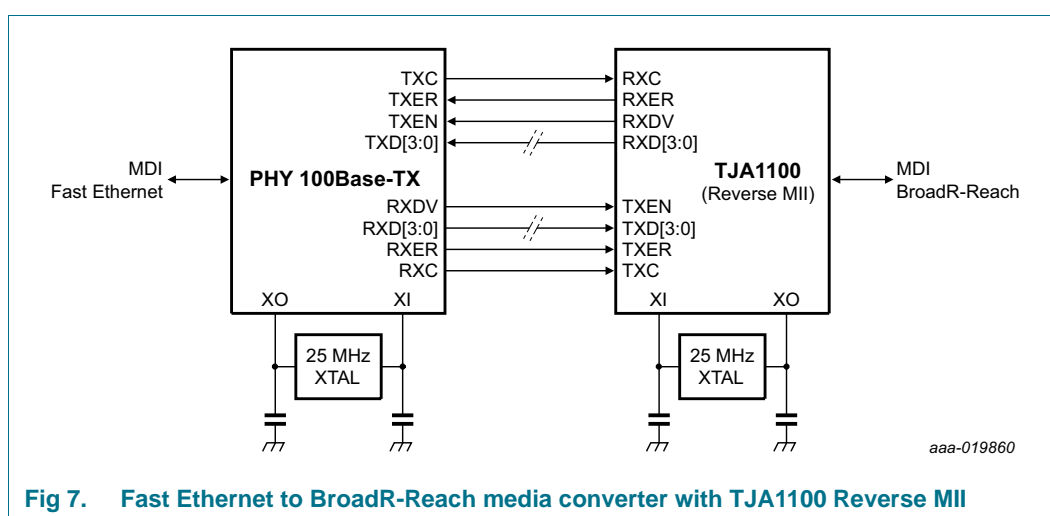 TXC
TXER
TXEN
TXD[3:0]
MDI
Fast Ethernet
PHY 100Base-TX
RXDV
RXD[3:0]
RXER
RXC
XO XI
25 MHz
XTAL
RXC
RXER
RXDV
RXD[3:0]
TJA1100
(Reverse MII)
MDI
BroadR-Reach
TXEN
TXD[3:0]
TXER
TXC
XI XO
25 MHz
XTAL
aaa-019860
Fig 7. Fast Ethernet to BroadR-Reach media converter with TJA1100 Reverse MII